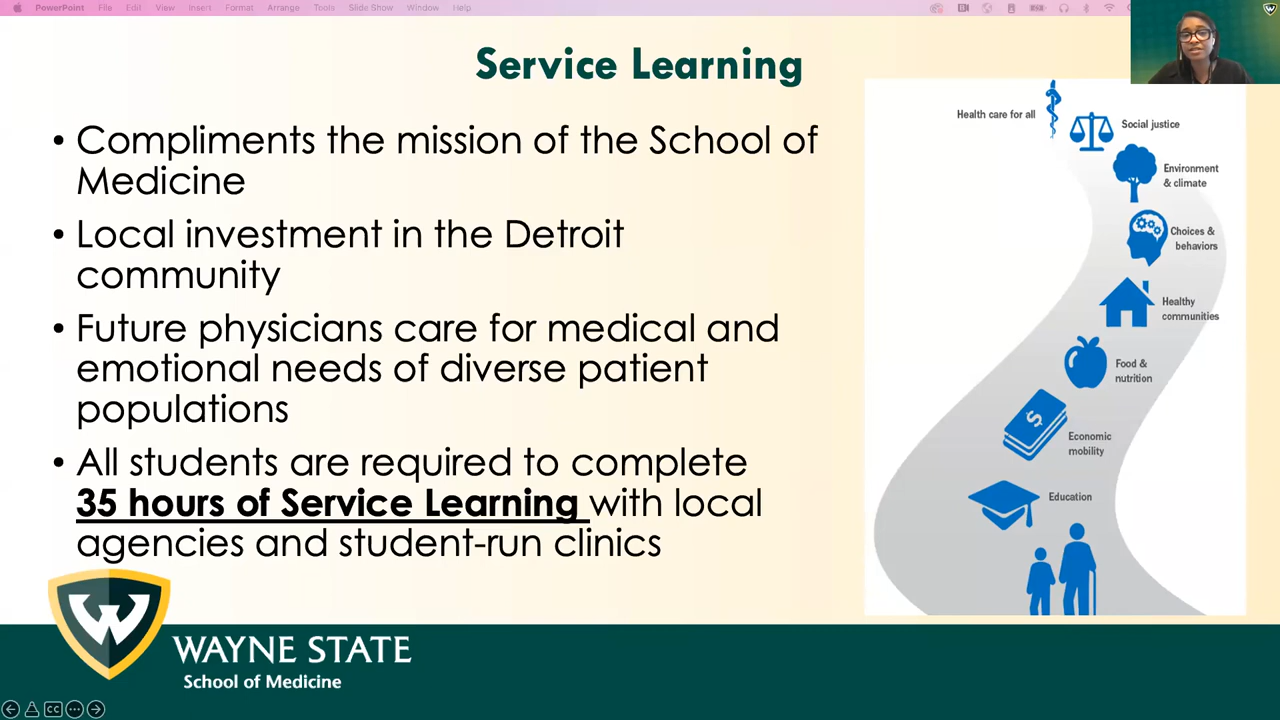 PowerPoint File Edit View Insert Format Arrange Tools Slide Show Window Help
Service Learning
• Compliments the mission of the School of
Medicine
• Local investment in the Detroit
community
• Future physicians care for medical and
emotional needs of diverse patient
populations
• All students are required to complete
35 hours of Service Learning with local
agencies and student-run clinics
Health care for all
Social justice
Environment
& climate
Choices &
behaviors
Healthy
communities
Food &
nutrition
$
Economic
mobility
Education
W
WAYNE STATE
School of Medicine
CC